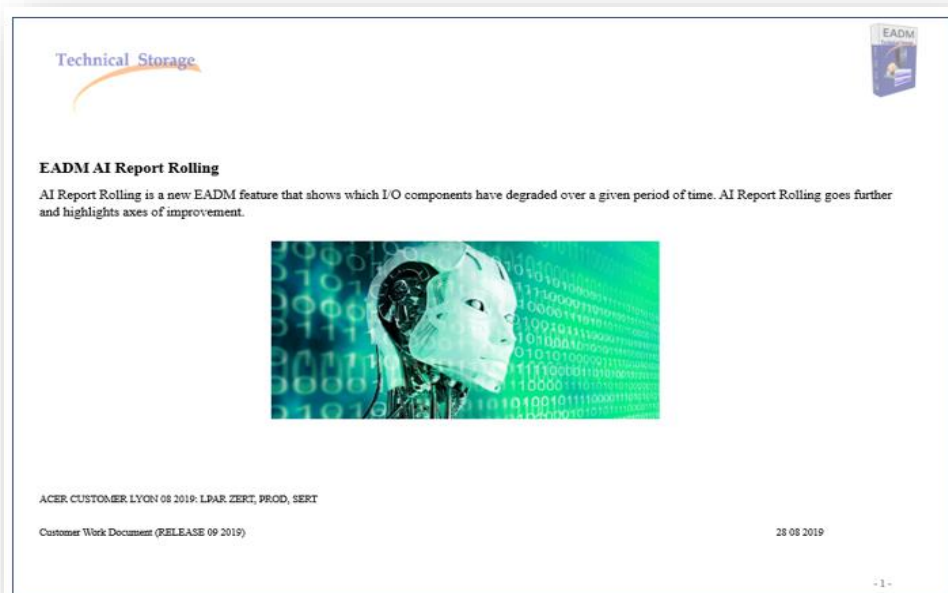 Technical Storage
EADM
EADM AI Report Rolling
AI Report Rolling is a new EADM feature that shows which I/O components have degraded over a given period of time. AI Report Rolling goes further
and highlights axes of improvement.
ACER CUSTOMER LYON 08 2019: LPAR ZERT, PROD, SERT
Customer Work Document (RELEASE 09 2019)
28 08 2019
- 1 -